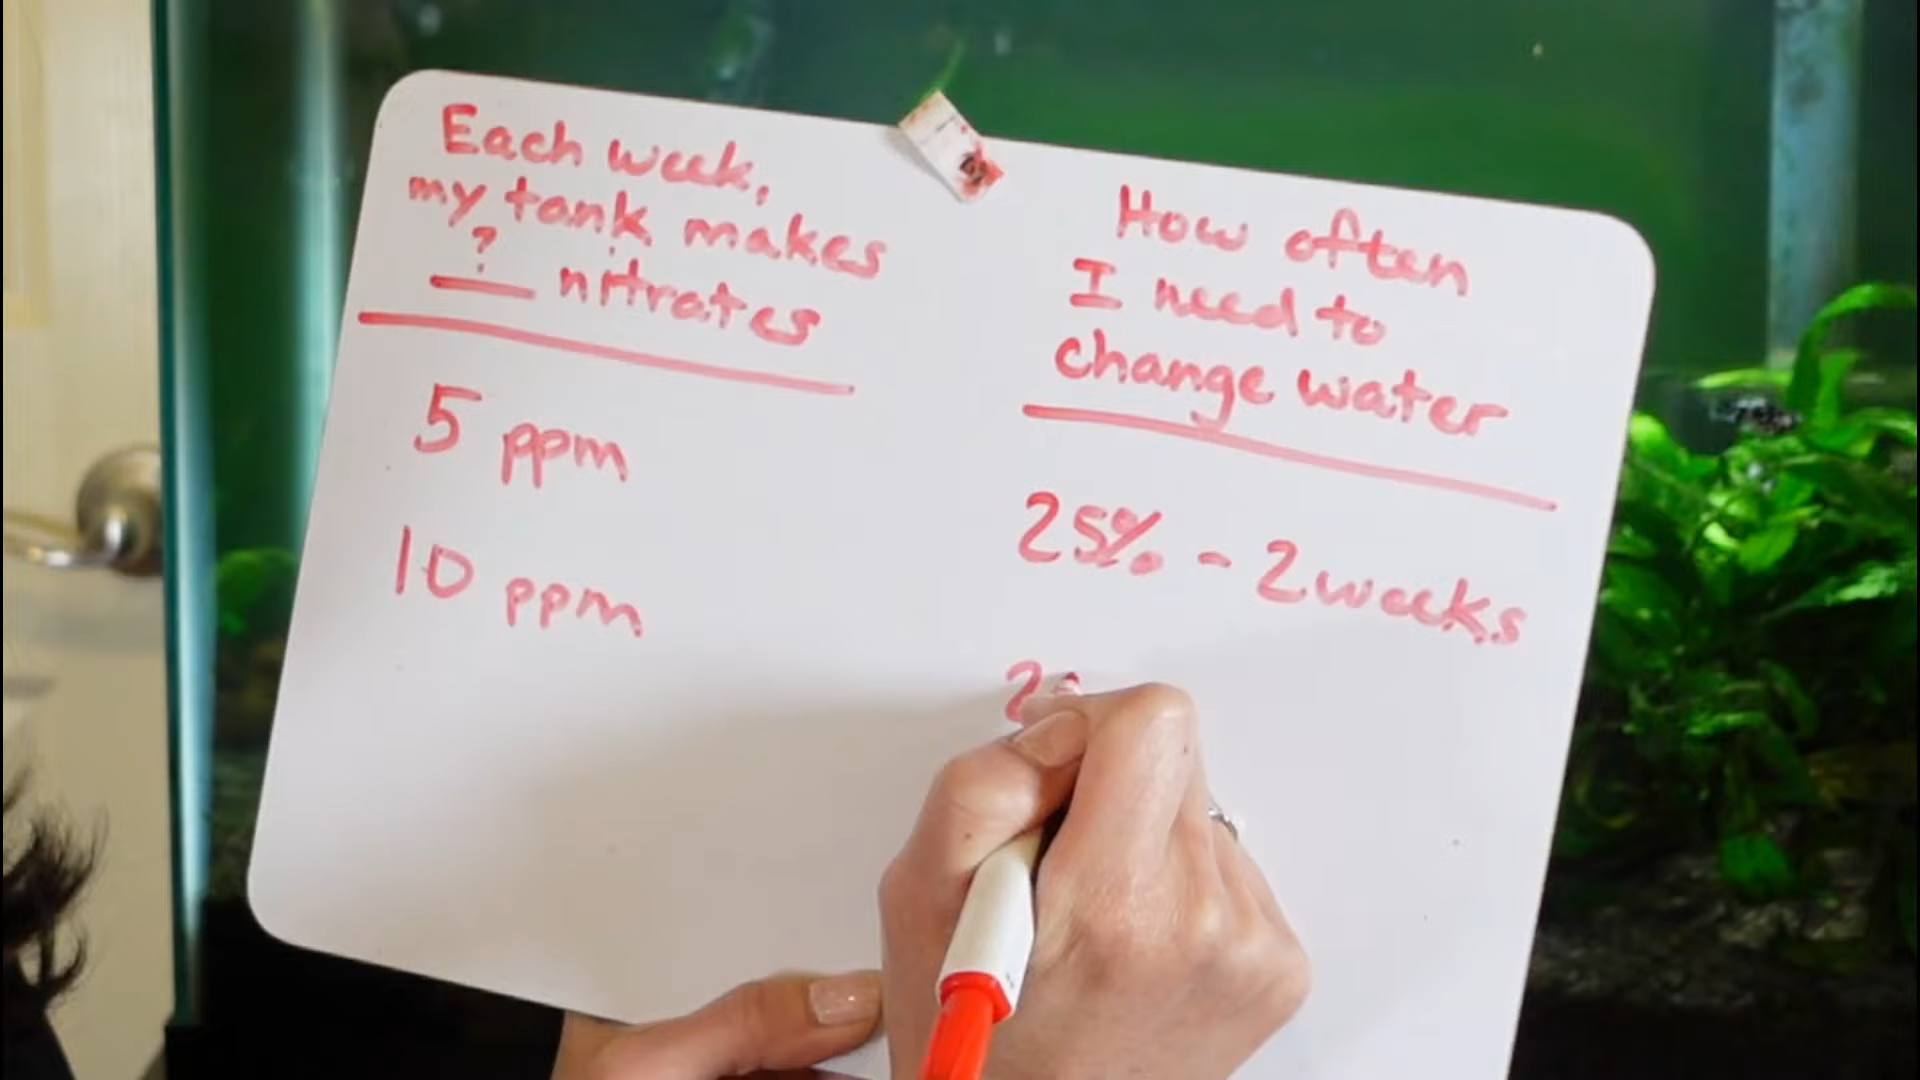 Each week,
my tank makes
? nitrates
How often
I need to
change water
5 ppm
25% - 2 weeks
10 ppm
2